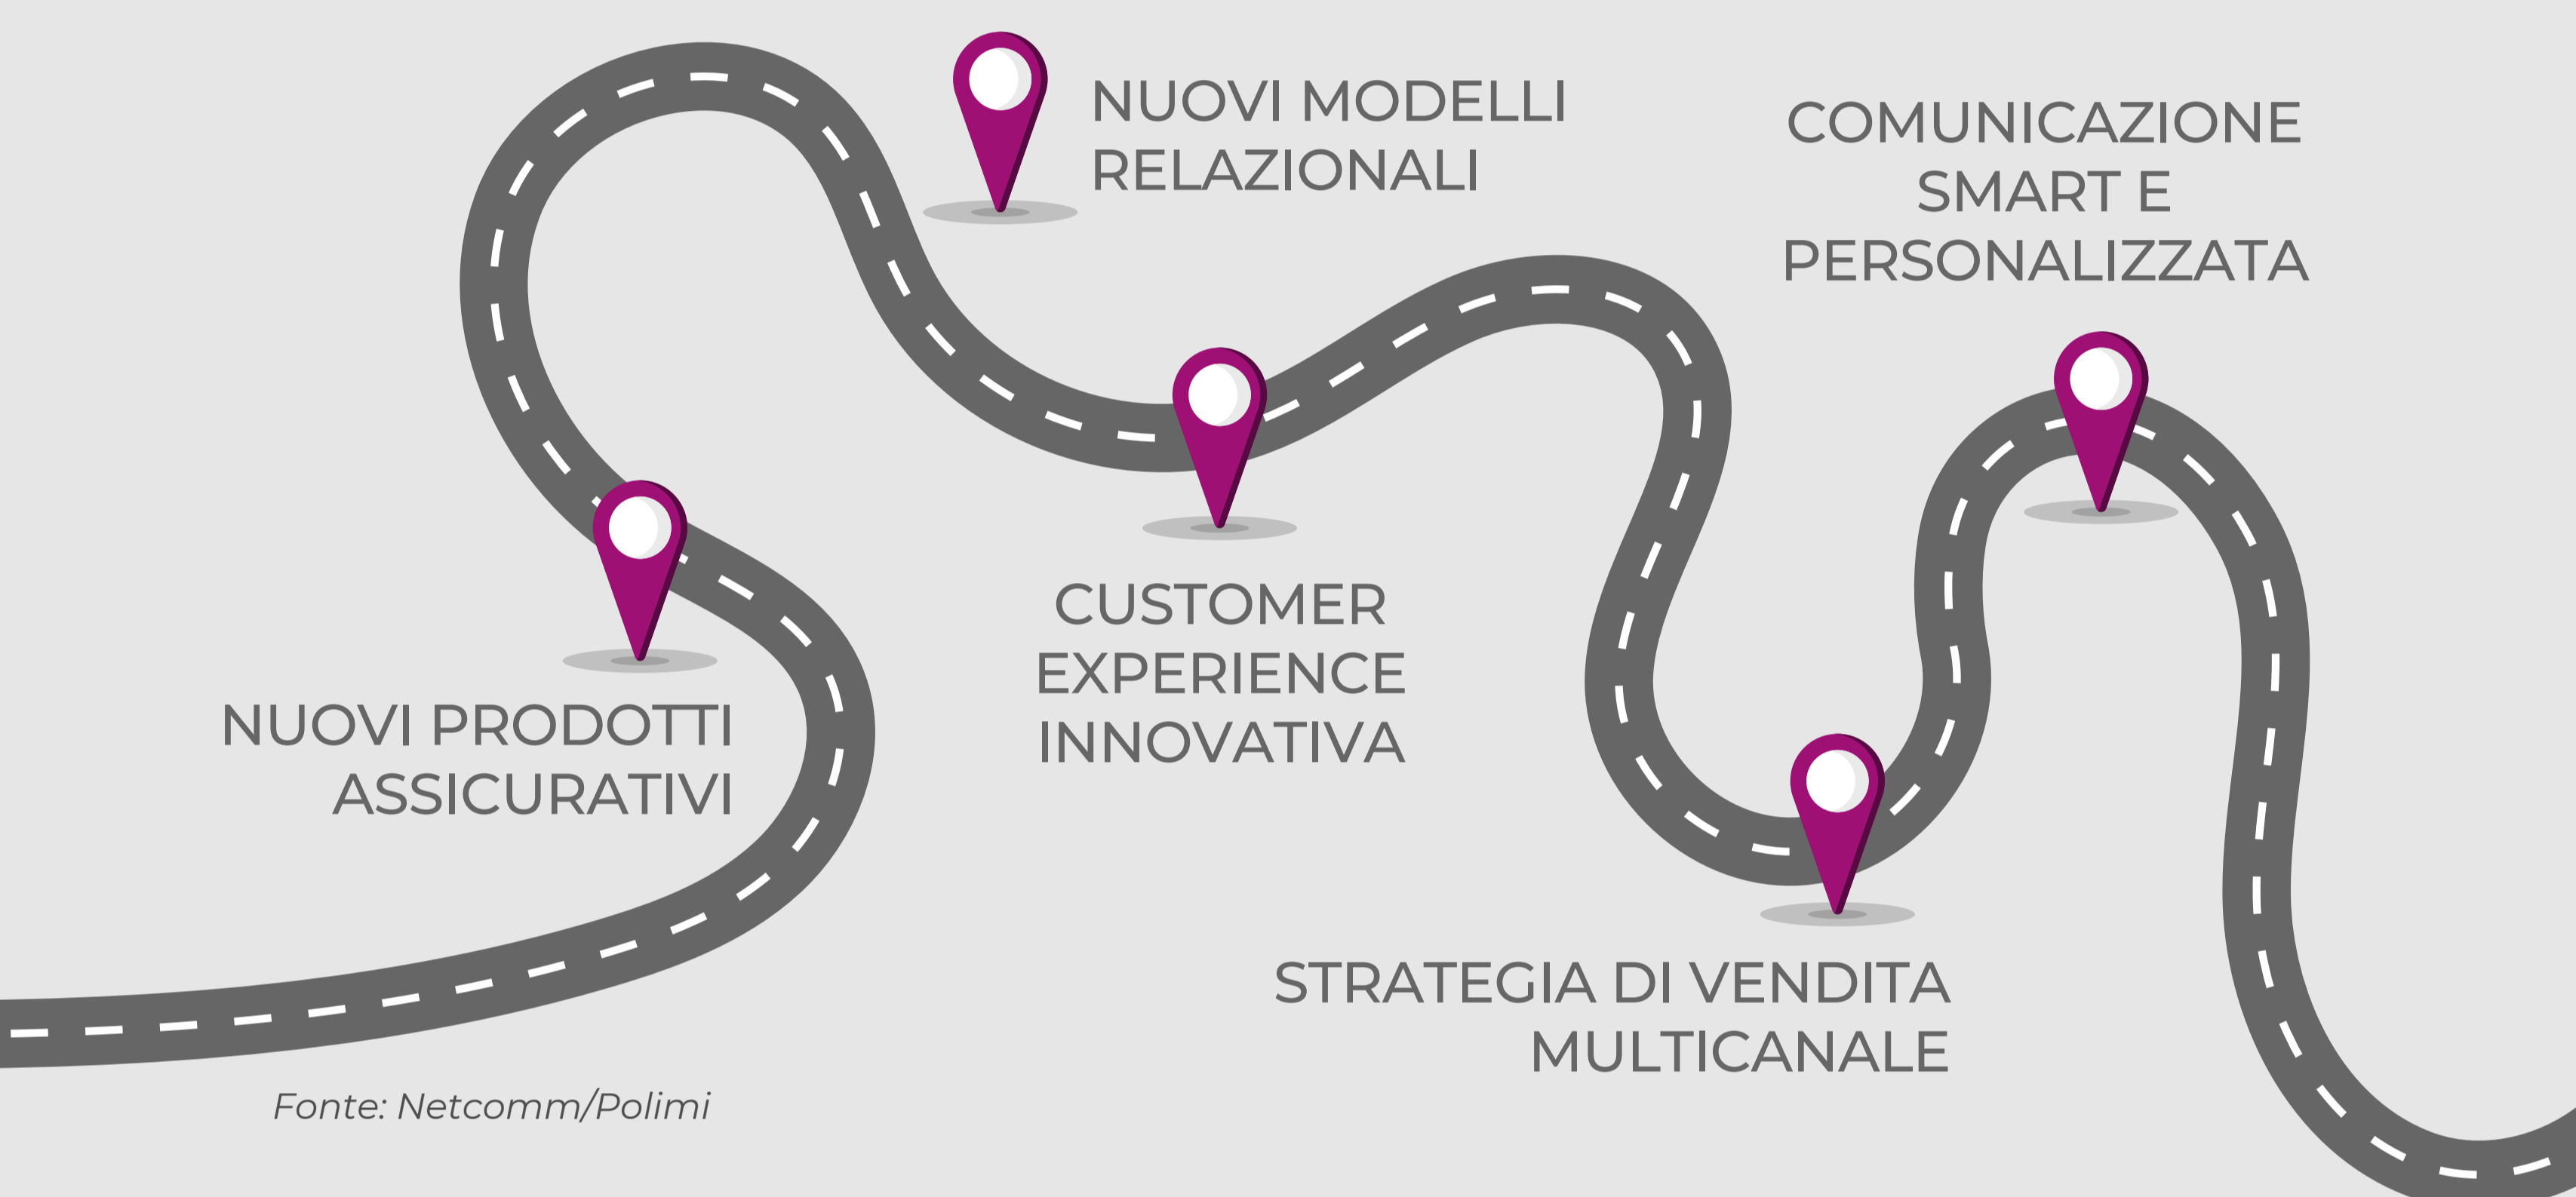 NUOVI MODELLI
RELAZIONALI
COMUNICAZIONE
SMART E
PERSONALIZZATA
CUSTOMER
EXPERIENCE
INNOVATIVA
NUOVI PRODOTTI
ASSICURATIVI
STRATEGIA DI VENDITA
MULTICANALE
Fonte: Netcomm/Polimi